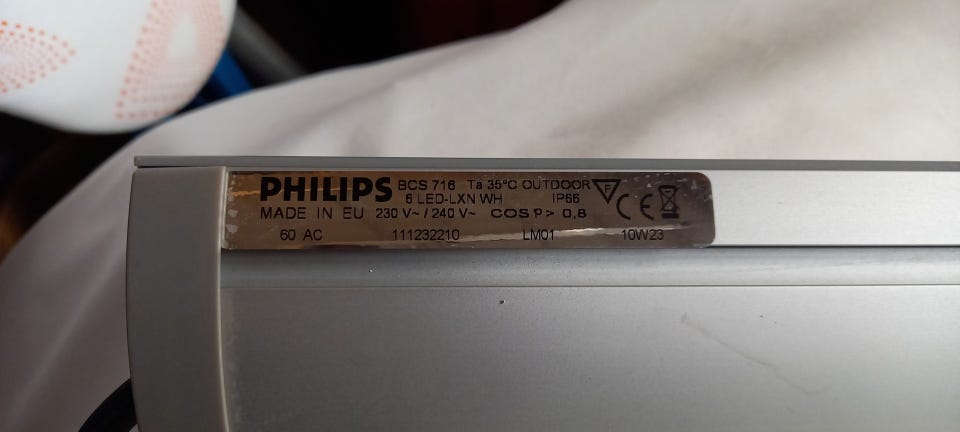 PHILIPS BCS 716 Ta 35°C OUTDOOR F
6 LED-LXN WH IP66 CE
MADE IN EU 230 V~ / 240 V~ COS φ > 0,8
60 AC 111232210 LM01 10W23